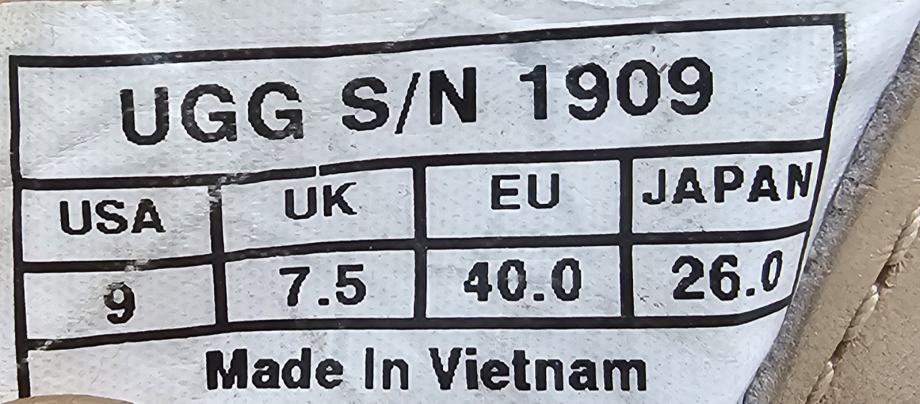 UGG S/N 1909
USA UK EU JAPAN
9 7.5 40.0 26.0
Made In Vietnam